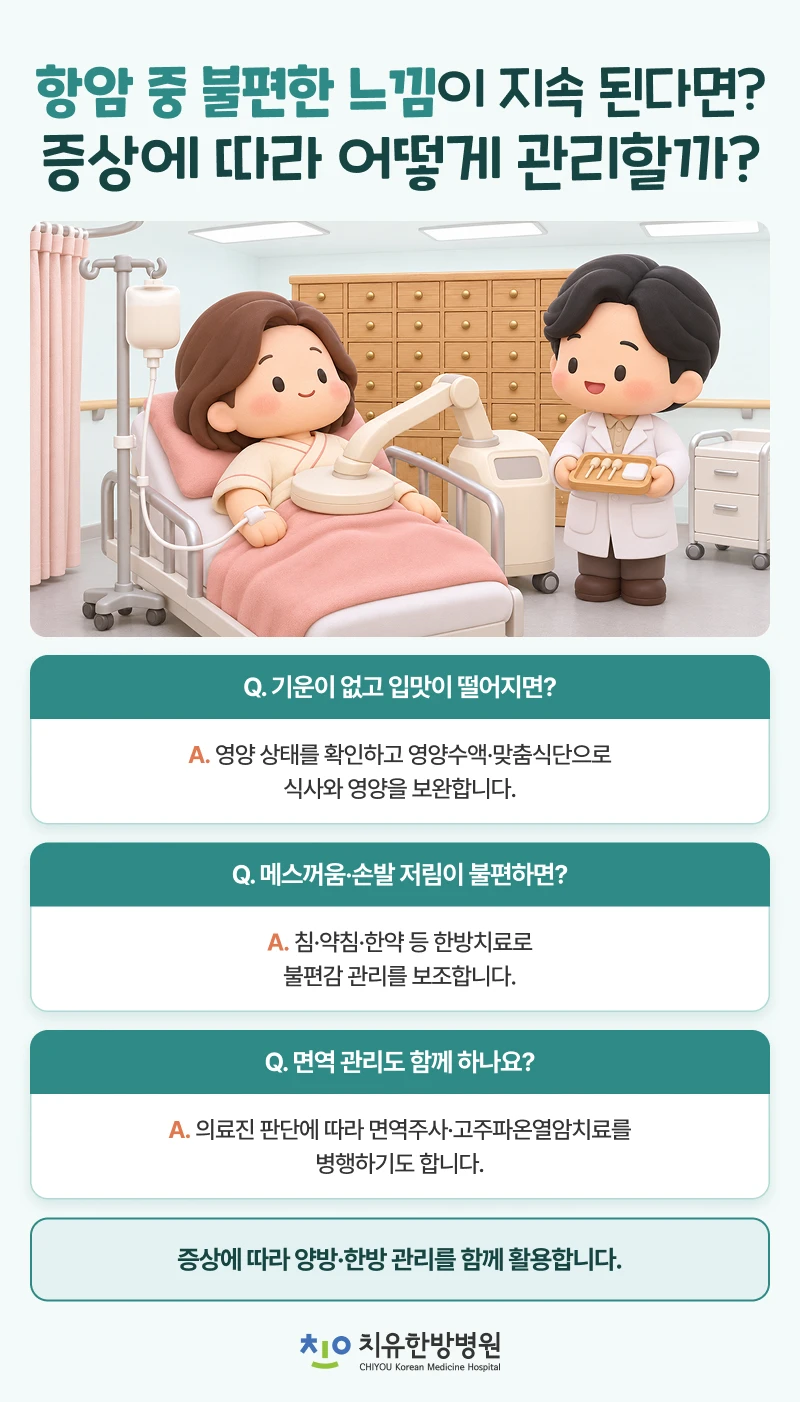 항암 중 불편한 느낌이 지속 된다면?
증상에 따라 어떻게 관리할까?
Q. 기운이 없고 입맛이 떨어지면?
A. 영양 상태를 확인하고 영양수액·맞춤식단으로
식사와 영양을 보완합니다.
Q. 메스꺼움·손발 저림이 불편하면?
A. 침·약침·한약 등 한방치료로
불편감 관리를 보조합니다.
Q. 면역 관리도 함께 하나요?
A. 의료진 판단에 따라 면역주사·고주파온열암치료를
병행하기도 합니다.
증상에 따라 양방·한방 관리를 함께 활용합니다.
치유한방병원
CHIYOU Korean Medicine Hospital